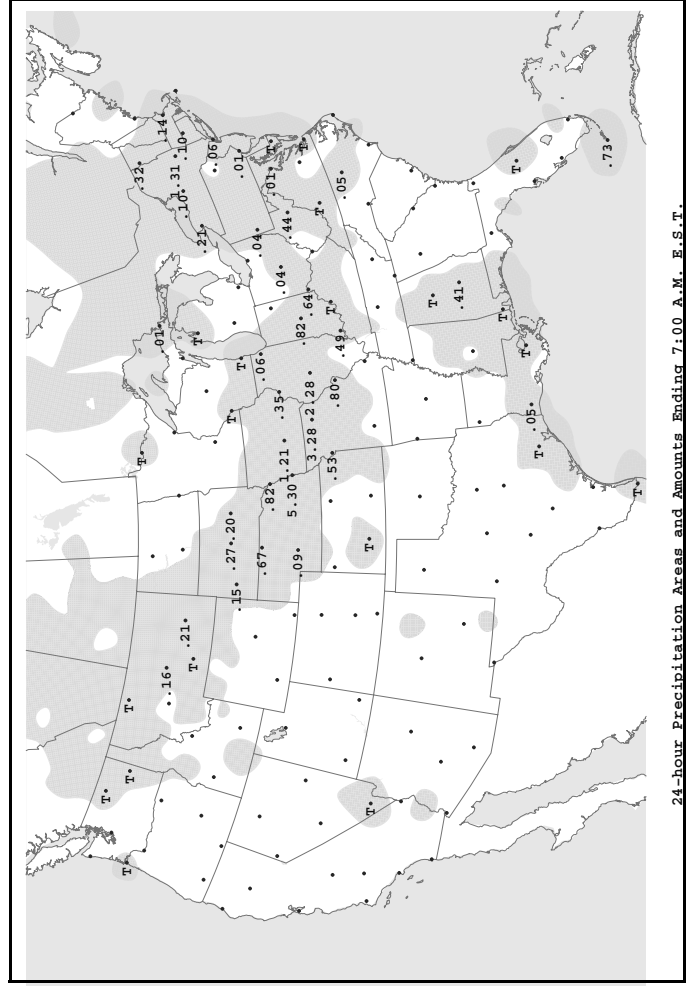 T
T
T
T
T
.32
.01
.14
.16
1.31
.10
.10
.21
T
T
.21
.06
.27
.20
T
.15
.01
T
.04
.06
.67
.82
.01
T
.35
.04
1.21
.44
5.30
.09
.82
T
.64
3.28
2.28
T
T
.53
.80
.49
.05
T
T
T
.41
T
T
T
.05
T
.73
T
24-hour Precipitation Areas and Amounts Ending 7:00 A.M. E.S.T.